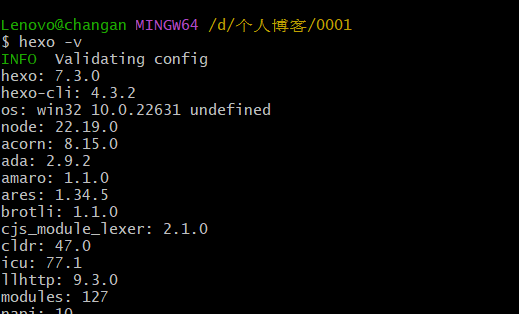 Lenovo@changan MINGW64 /d/个人博客/0001
$ hexo -v
INFO  Validating config
hexo: 7.3.0
hexo-cli: 4.3.2
os: win32 10.0.22631 undefined
node: 22.19.0
acorn: 8.15.0
ada: 2.9.2
amaro: 1.1.0
ares: 1.34.5
brotli: 1.1.0
cjs_module_lexer: 2.1.0
cldr: 47.0
icu: 77.1
llhttp: 9.3.0
modules: 127
napi: 10